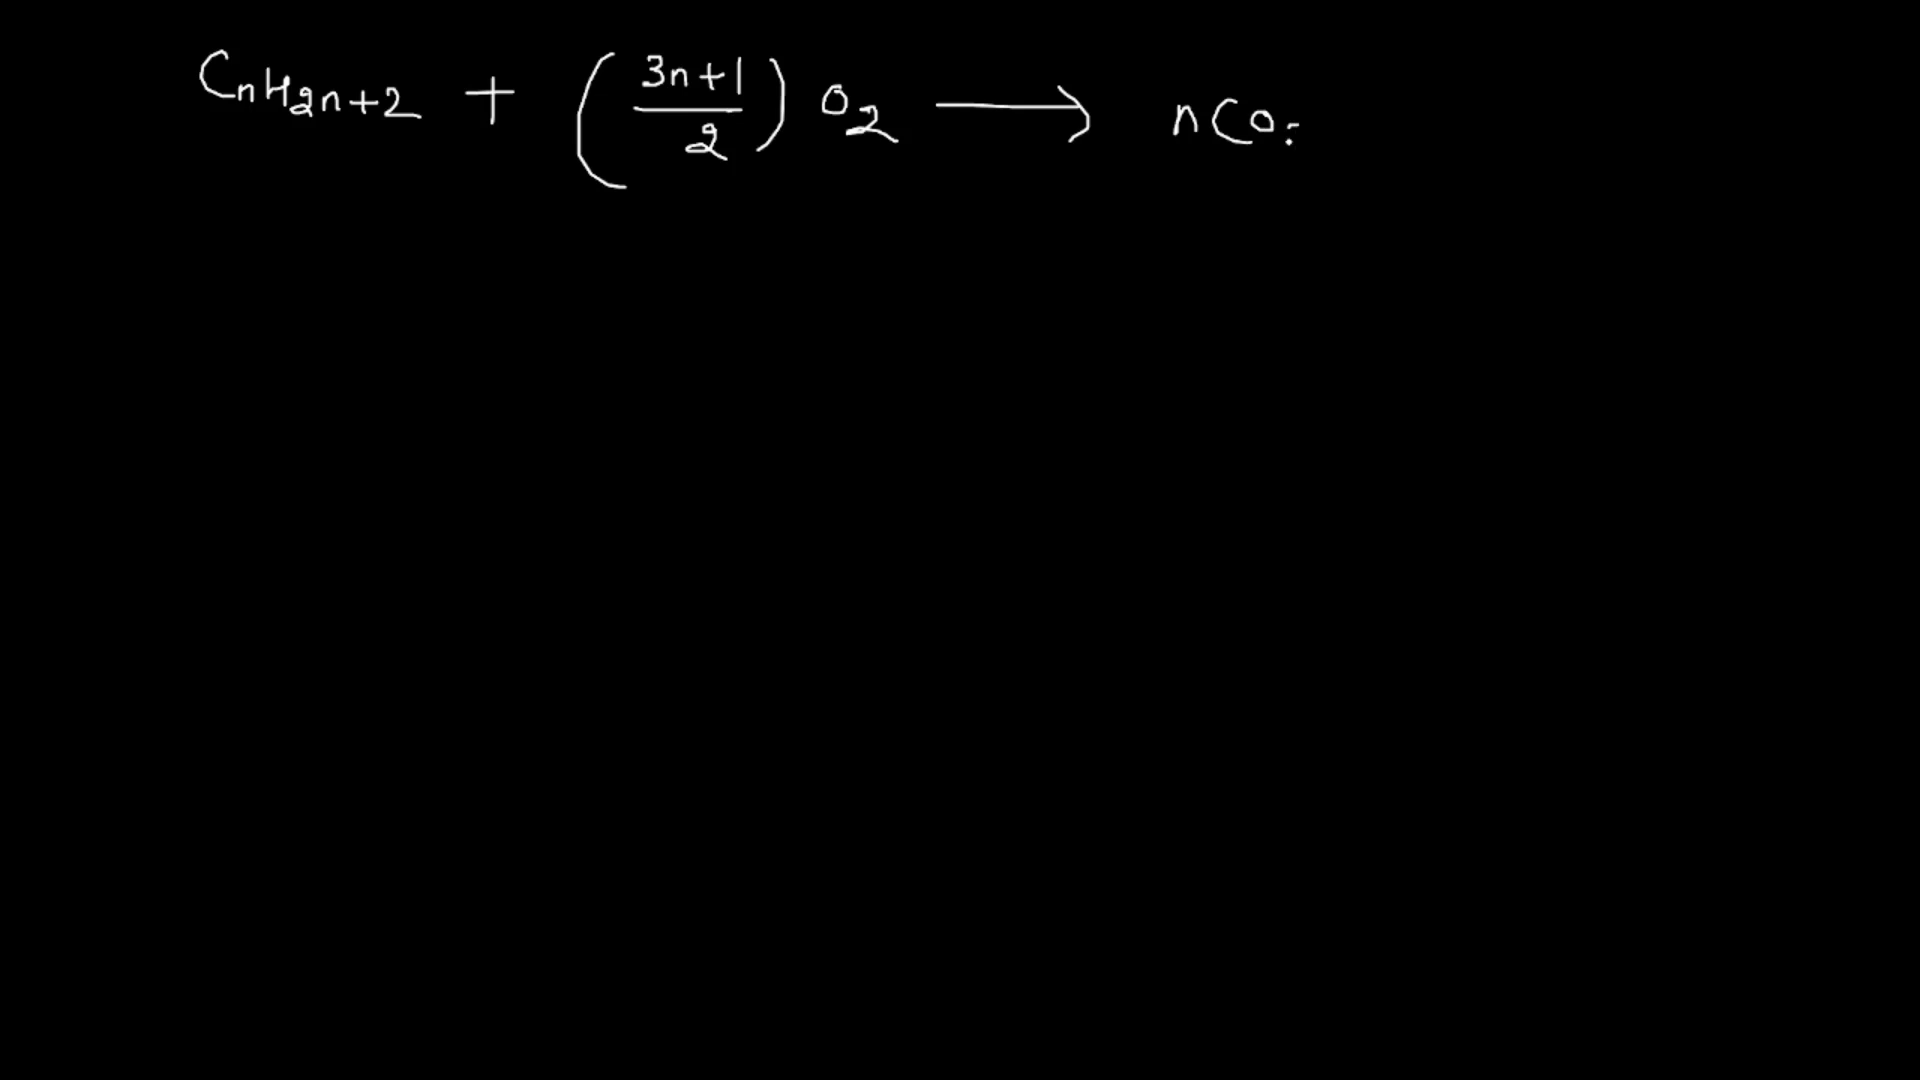 CnH2n+2 + (3n+1/2) O2 → nCO